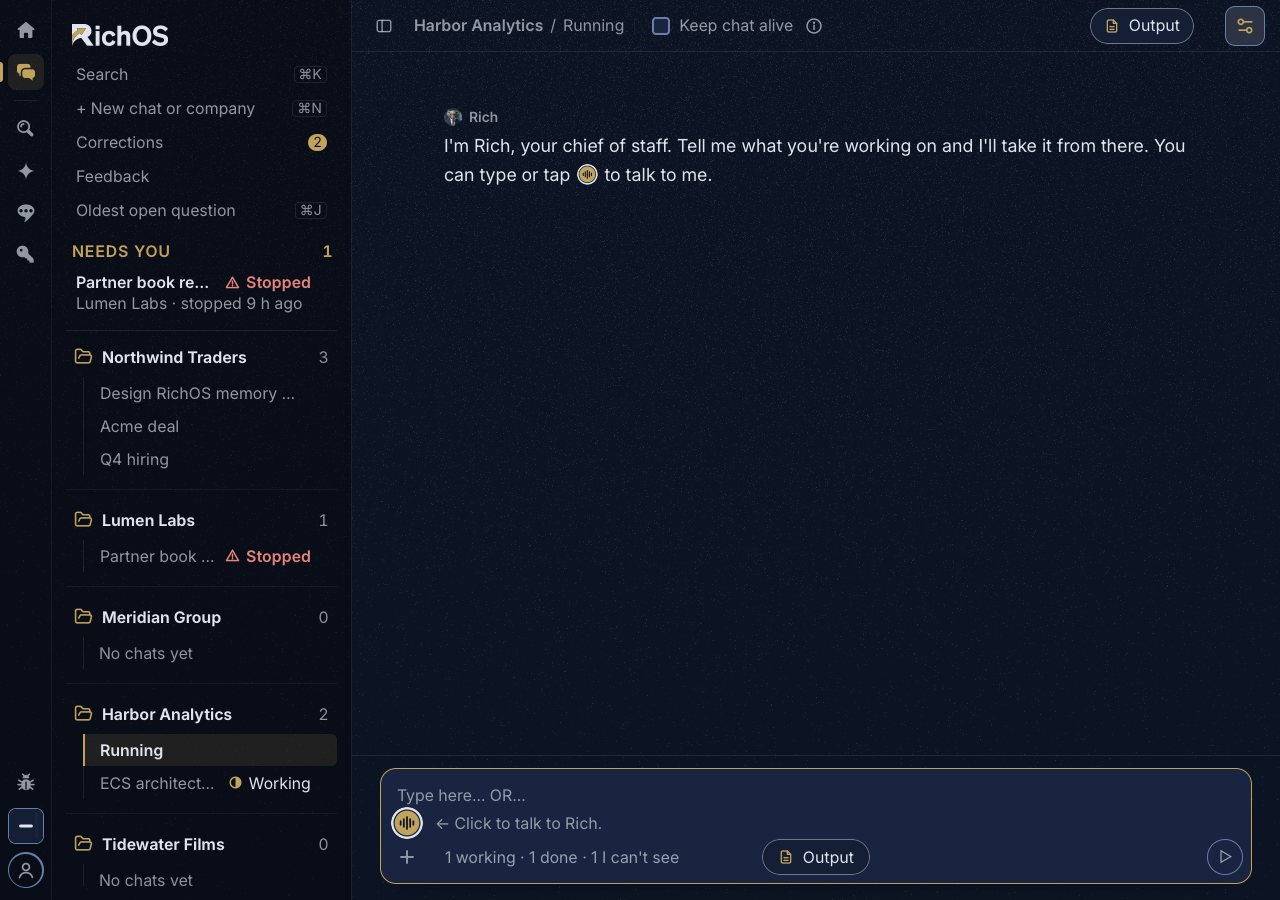 RichOS
Search ⌘K
+ New chat or company ⌘N
Corrections 2
Feedback
Oldest open question ⌘J
NEEDS YOU 1
Partner book re... Stopped
Lumen Labs · stopped 9 h ago
Northwind Traders 3
Design RichOS memory ...
Acme deal
Q4 hiring
Lumen Labs 1
Partner book ... Stopped
Meridian Group 0
No chats yet
Harbor Analytics 2
Running
ECS architect... Working
Tidewater Films 0
No chats yet
Harbor Analytics / Running Keep chat alive Output
Rich
I'm Rich, your chief of staff. Tell me what you're working on and I'll take it from there. You
can type or tap to talk to me.
Type here... OR...
← Click to talk to Rich.
1 working · 1 done · 1 I can't see Output